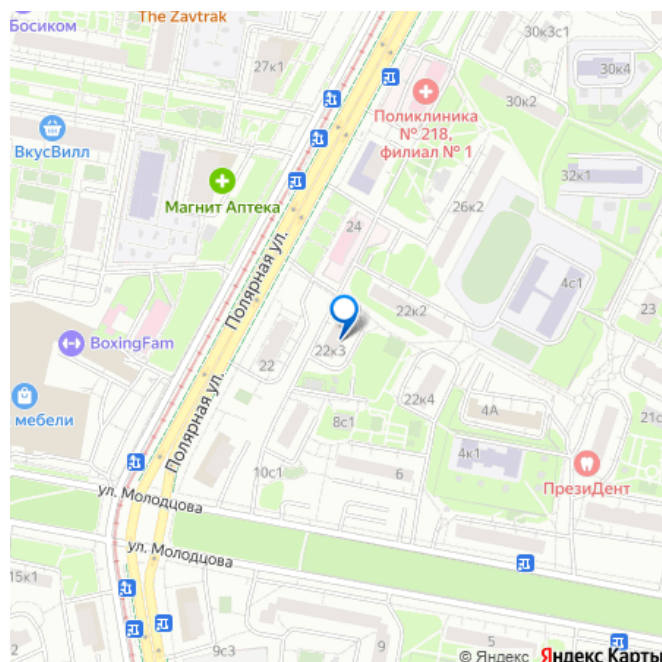 Босиком
The Zavtrak
30к3с1
30к4
27к1
30к2
Поликлиника
№ 218,
филиал № 1
ВкусВилл
32к1
Магнит Аптека
26к2
24
Полярная ул.
4с1
23
22к2
BoxingFam
22к3
22
22к4
мебели
Полярная ул.
4А
21с
8с1
4к1
10с1
6
ПрезиДент
ул. Молодцова
ул. Молодцова
15к1
9с3
9
5
© Яндекс Яндекс Карты